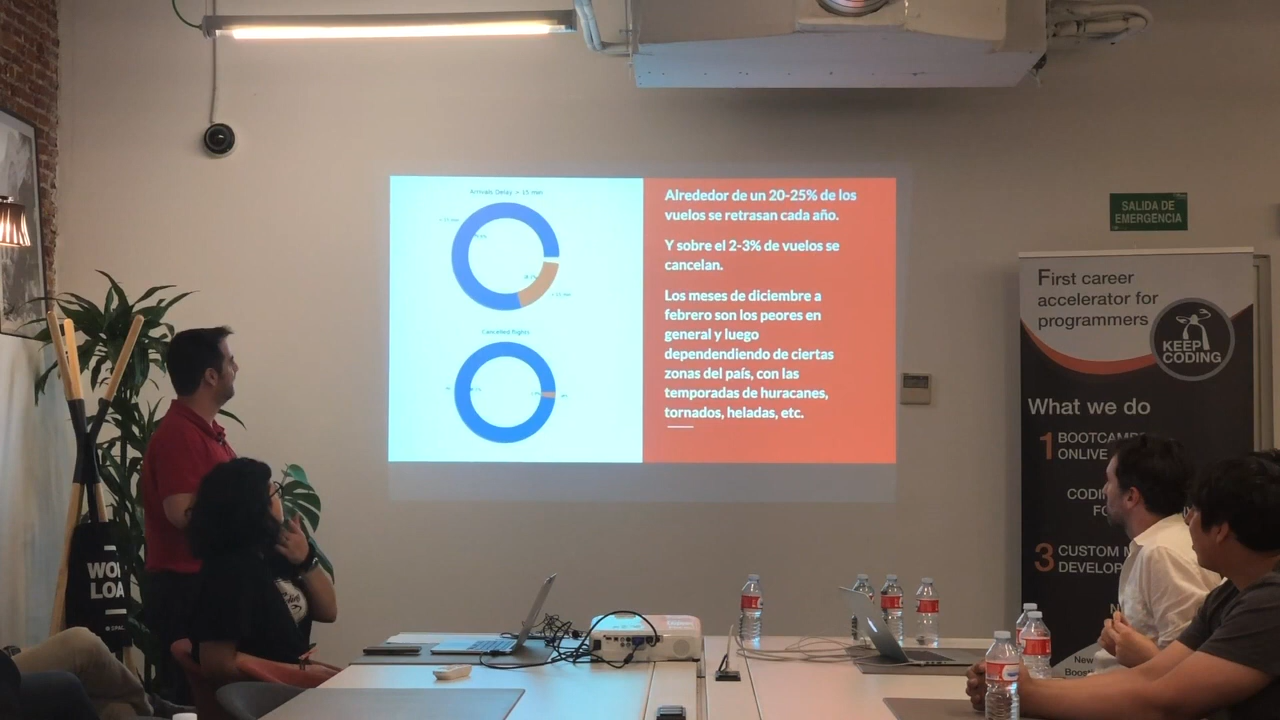 Arrivals Delay > 15 min
Cancelled flights
Alrededor de un 20-25% de los
vuelos se retrasan cada año.
Y sobre el 2-3% de vuelos se
cancelan.
Los meses de diciembre a
febrero son los peores en
general y luego
dependendiendo de ciertas
zonas del país, con las
temporadas de huracanes,
tornados, heladas, etc.
SALIDA DE
EMERGENCIA
First career
accelerator for
programmers
KEEP
CODING
What we do
1
3
CUSTOM